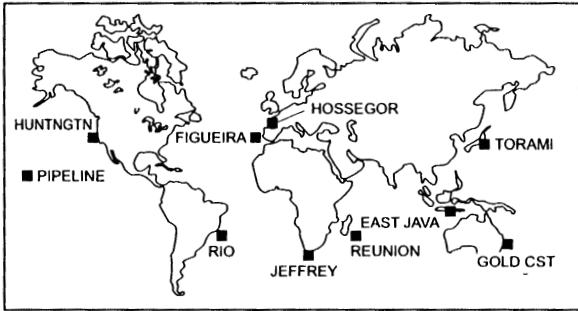 HOSSEGOR
HUNTNGTN
FIGUEIRA
TORAMI
PIPELINE
EAST JAVA
RIO
REUNION
JEFFREY
GOLD CST